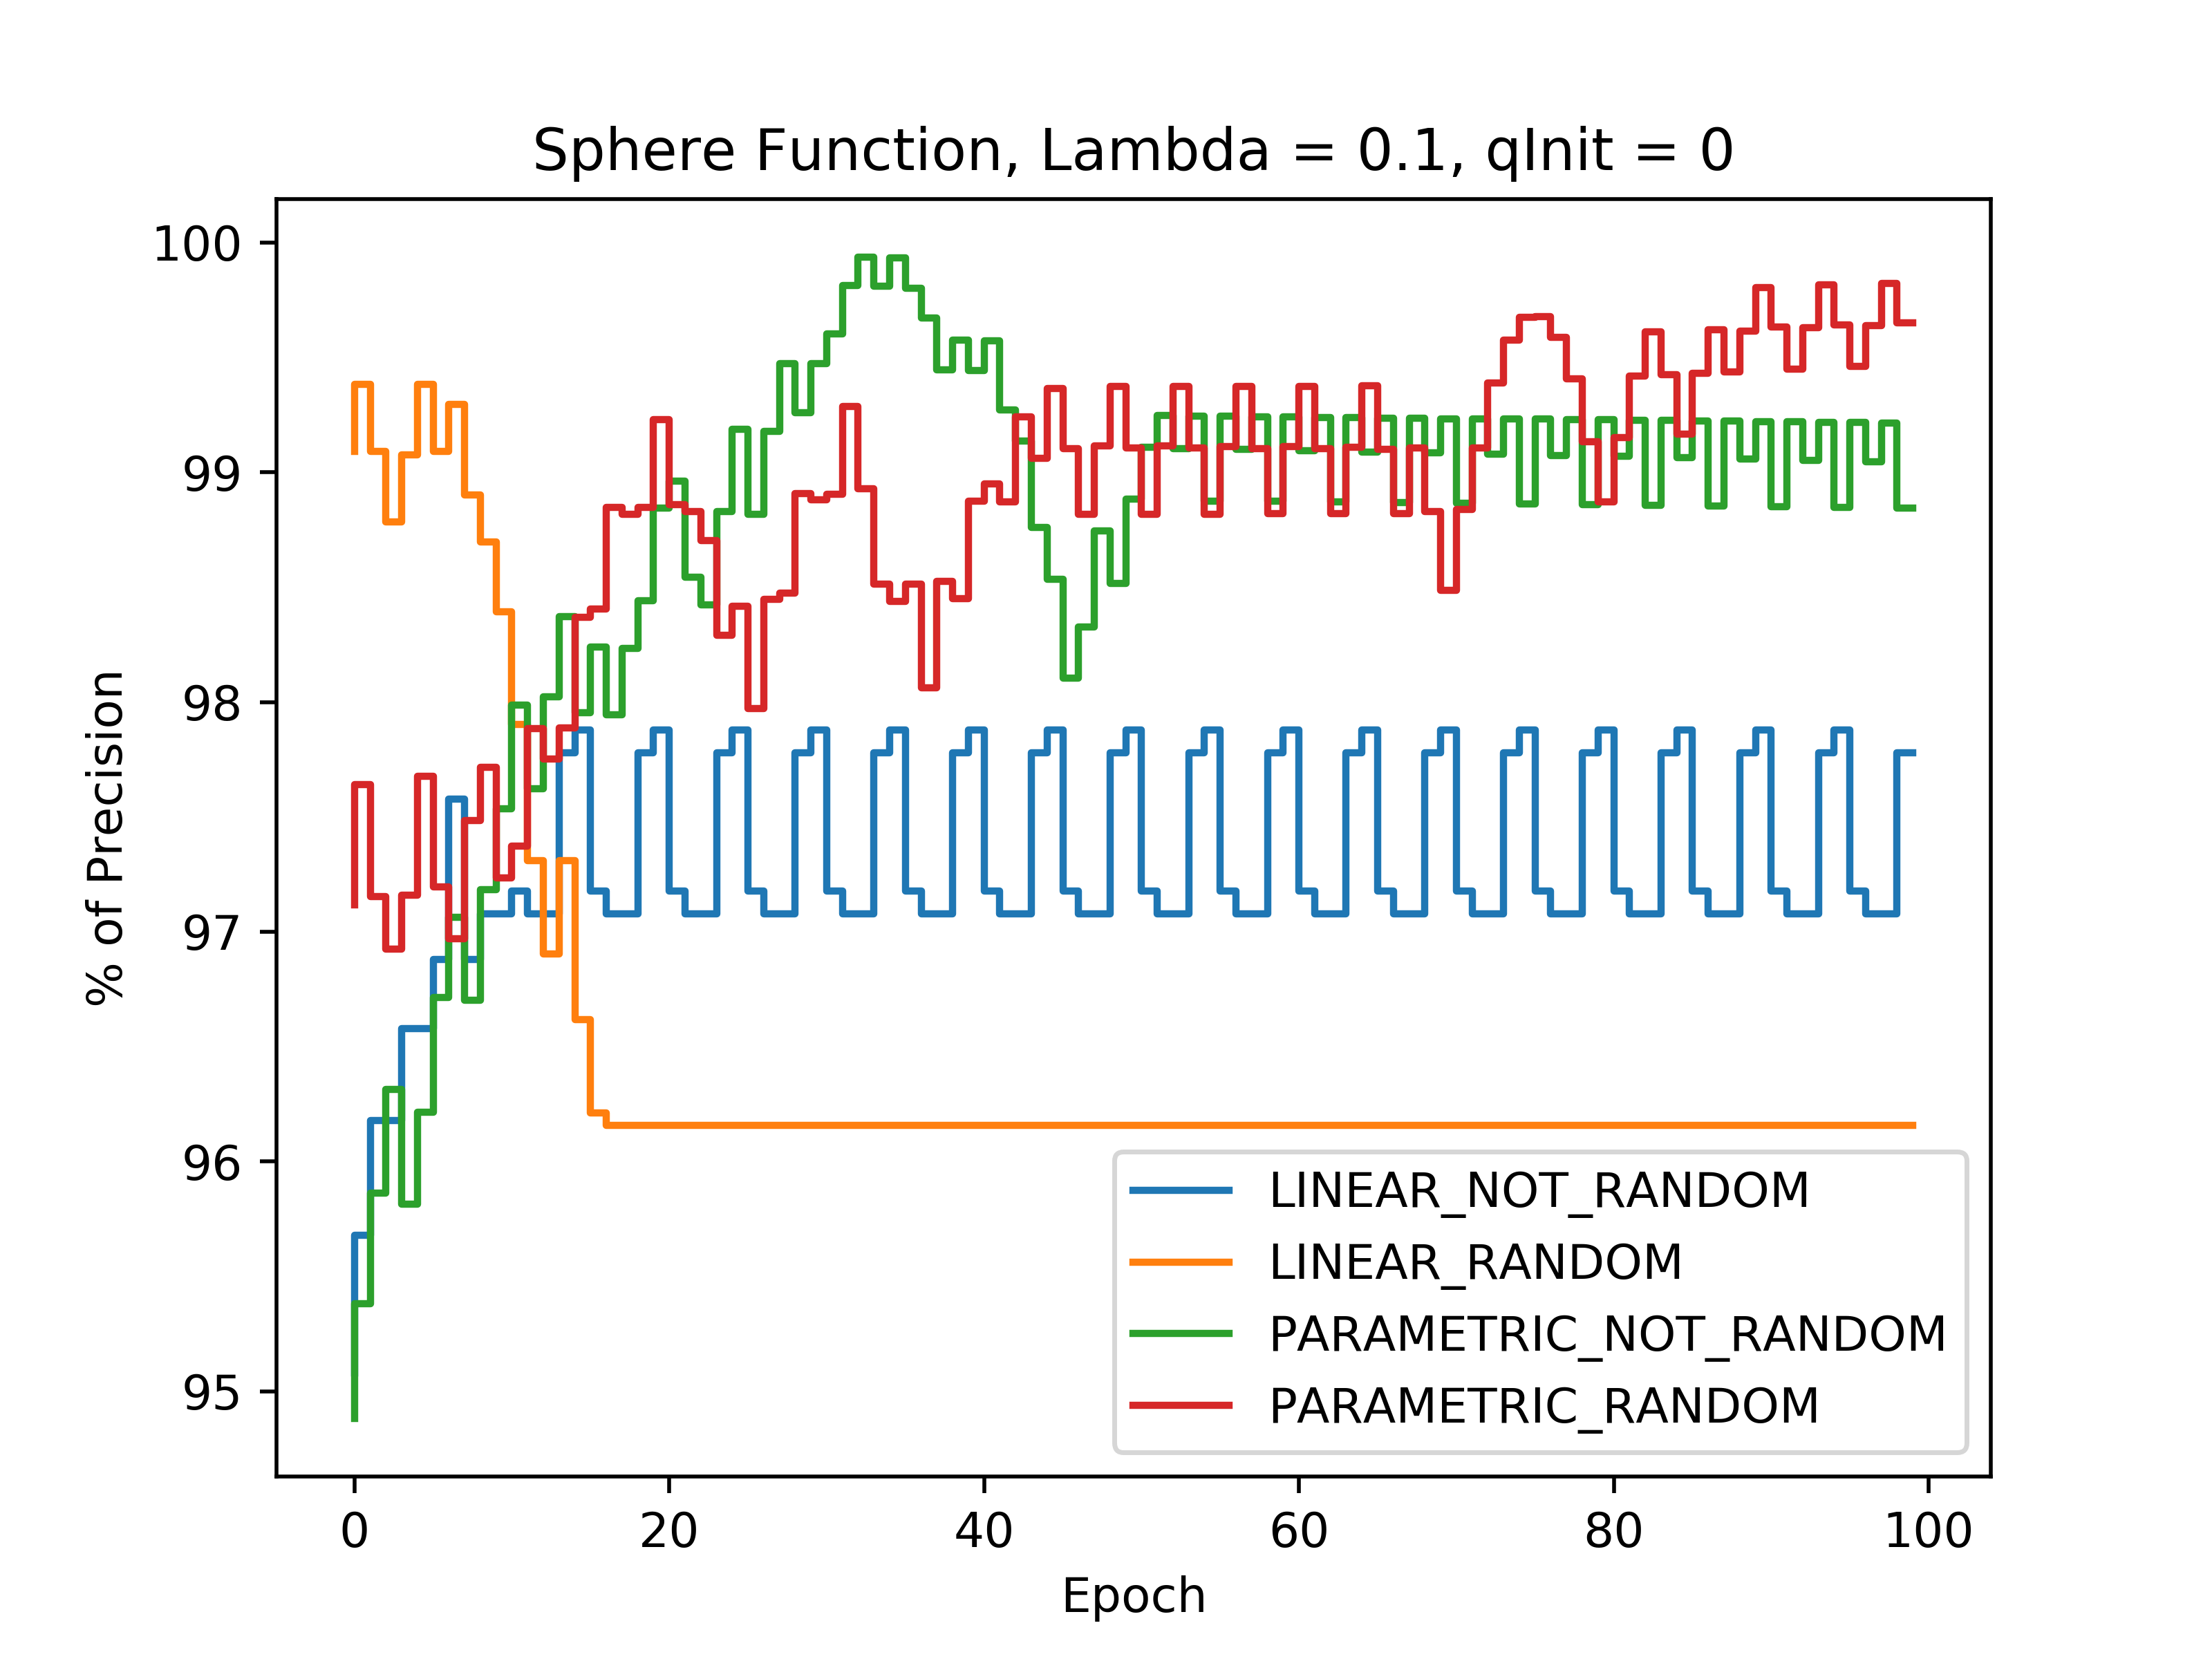 Sphere Function, Lambda = 0.1, qInit = 0
100
99
98
97
96
95
% of Precision
0
20
40
60
80
100
Epoch
LINEAR_NOT_RANDOM
LINEAR_RANDOM
PARAMETRIC_NOT_RANDOM
PARAMETRIC_RANDOM